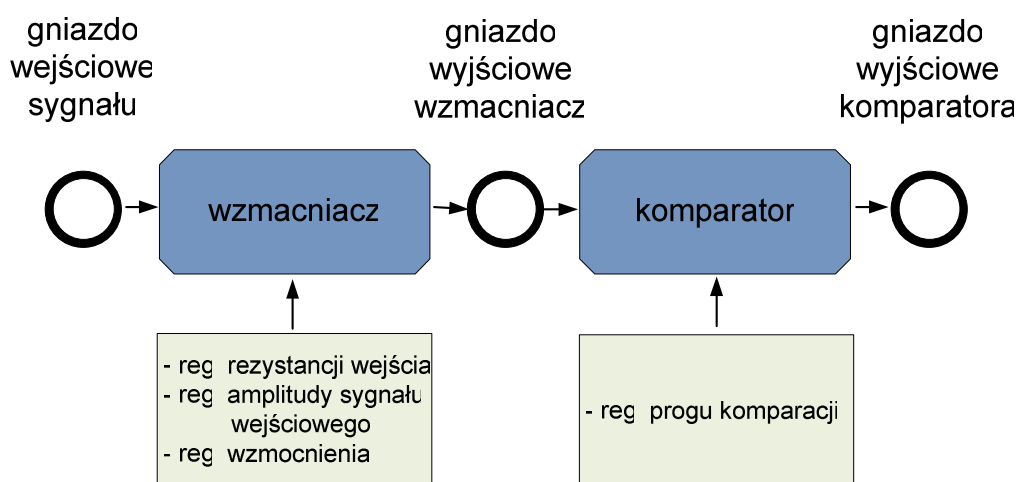 gniazdo
wejściowe
sygnału
gniazdo
wyjściowe
wzmacniacz
gniazdo
wyjściowe
komparatora
wzmacniacz
komparator
- reg rezystancji wejścia
- reg amplitudy sygnału
wejściowego
- reg wzmocnienia
- reg progu komparacji